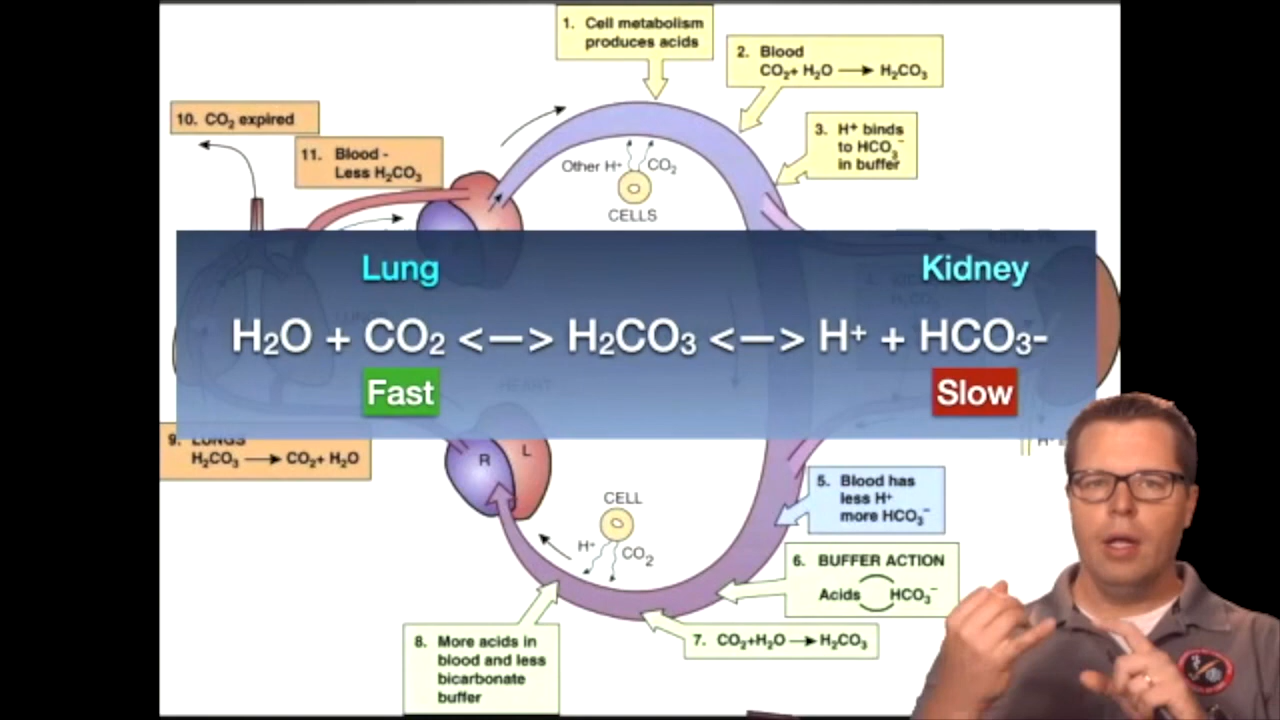 1. Cell metabolism
produces acids
2. Blood
CO₂+ H₂O ⟶ H₂CO₃
3. H⁺ binds
to HCO₃⁻
in buffer
10. CO₂ expired
11. Blood -
Less H₂CO₃
Other H⁺ CO₂
CELLS
Lung Kidney
H₂O + CO₂ <—> H₂CO₃ <—> H⁺ + HCO₃-
Fast Slow
HEART
9. LUNGS
H₂CO₃ ⟶ CO₂+ H₂O
R L
CELL
H⁺ CO₂
5. Blood has
less H⁺
more HCO₃⁻
6. BUFFER ACTION
Acids HCO₃⁻
7. CO₂+H₂O ⟶ H₂CO₃
8. More acids in
blood and less
bicarbonate
buffer